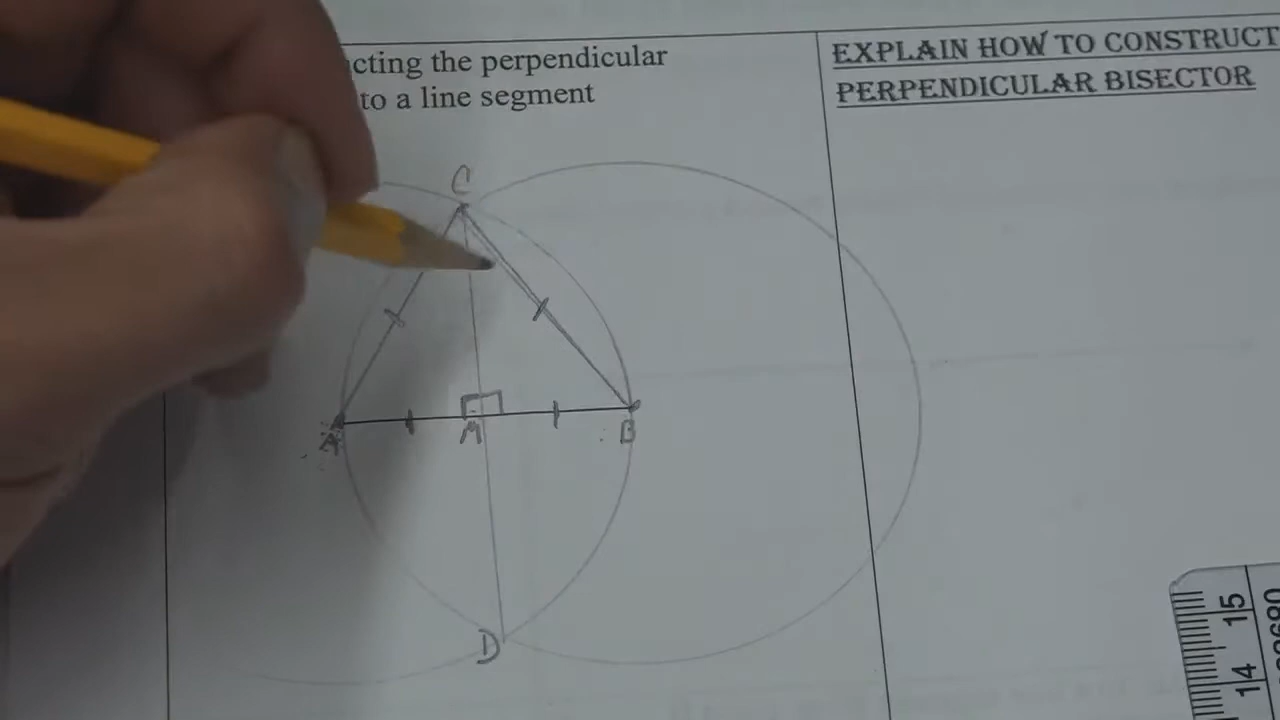 cting the perpendicular
to a line segment
EXPLAIN HOW TO CONSTRUCT
PERPENDICULAR BISECTOR
C
A
M
B
D
15
14